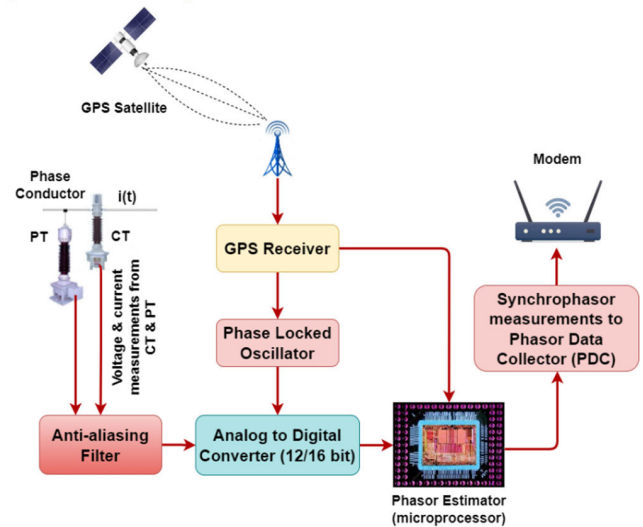 GPS Satellite
Modem
Phase
Conductor
i(t)
PT
CT
Voltage & current
measurements from
CT & PT
GPS Receiver
Phase Locked
Oscillator
Synchrophasor
measurements to
Phasor Data
Collector (PDC)
Anti-aliasing
Filter
Analog to Digital
Converter (12/16 bit)
Phasor Estimator
(microprocessor)